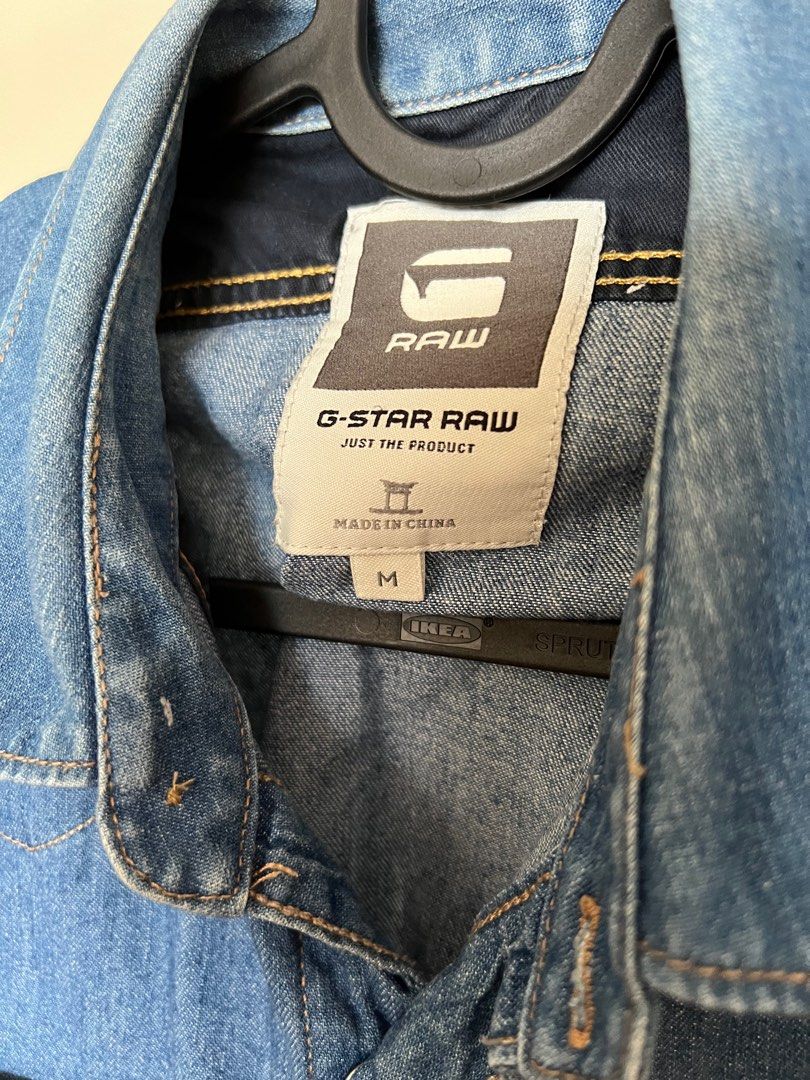 RAW
G-STAR RAW
JUST THE PRODUCT
MADE IN CHINA
M
IKEA®
SPRUT